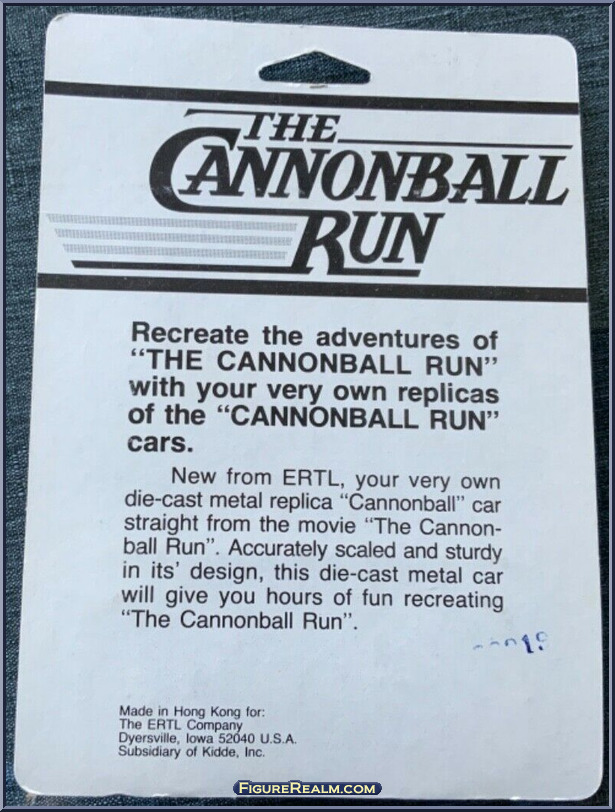 THE
CANNONBALL
RUN
Recreate the adventures of
“THE CANNONBALL RUN”
with your very own replicas
of the “CANNONBALL RUN”
cars.
New from ERTL, your very own
die-cast metal replica “Cannonball” car
straight from the movie “The Cannon-
ball Run”. Accurately scaled and sturdy
in its’ design, this die-cast metal car
will give you hours of fun recreating
“The Cannonball Run”.
Made in Hong Kong for:
The ERTL Company
Dyersville, Iowa 52040 U.S.A.
Subsidiary of Kidde, Inc.
FIGUREREALM.COM